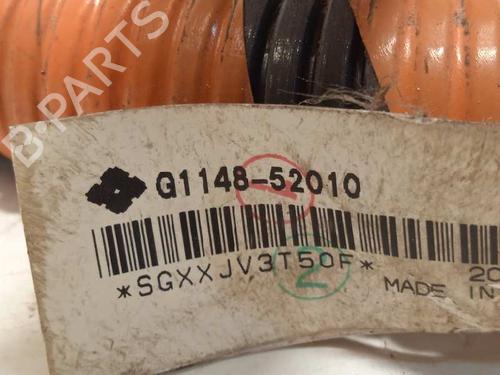 B-PARTS
G1148-52010
*SGXXJV3T50F*
20
MADE IN
1
2